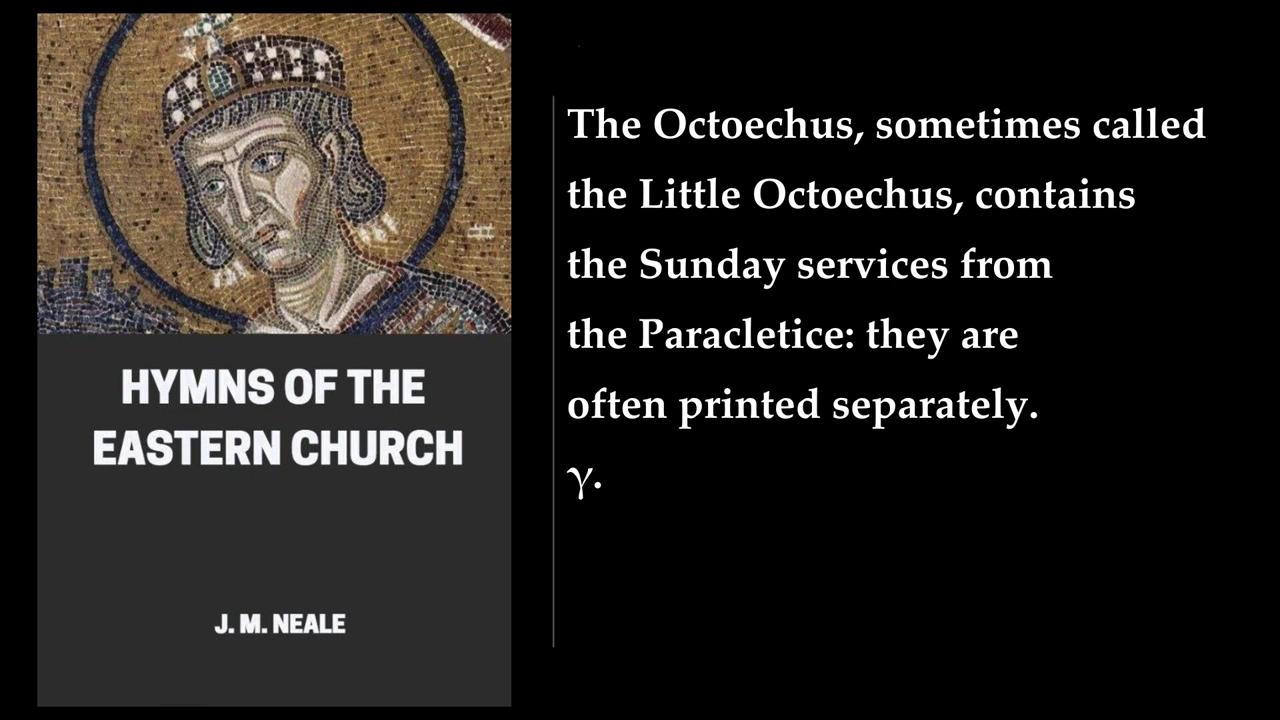 HYMNS OF THE
EASTERN CHURCH
J. M. NEALE
The Octoechus, sometimes called
the Little Octoechus, contains
the Sunday services from
the Paracletice: they are
often printed separately.
γ.